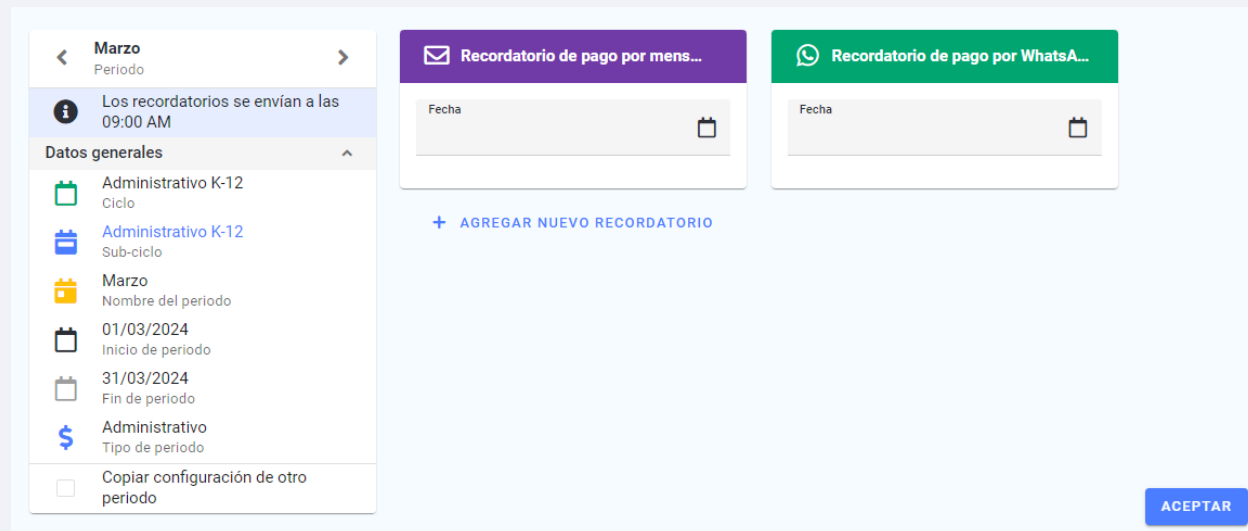 Marzo
Periodo
Los recordatorios se envían a las
09:00 AM
Datos generales
Administrativo K-12
Ciclo
Administrativo K-12
Sub-ciclo
Marzo
Nombre del periodo
01/03/2024
Inicio de periodo
31/03/2024
Fin de periodo
Administrativo
Tipo de periodo
Copiar configuración de otro
periodo
Recordatorio de pago por mens...
Fecha
Recordatorio de pago por WhatsA...
Fecha
+ AGREGAR NUEVO RECORDATORIO
ACEPTAR